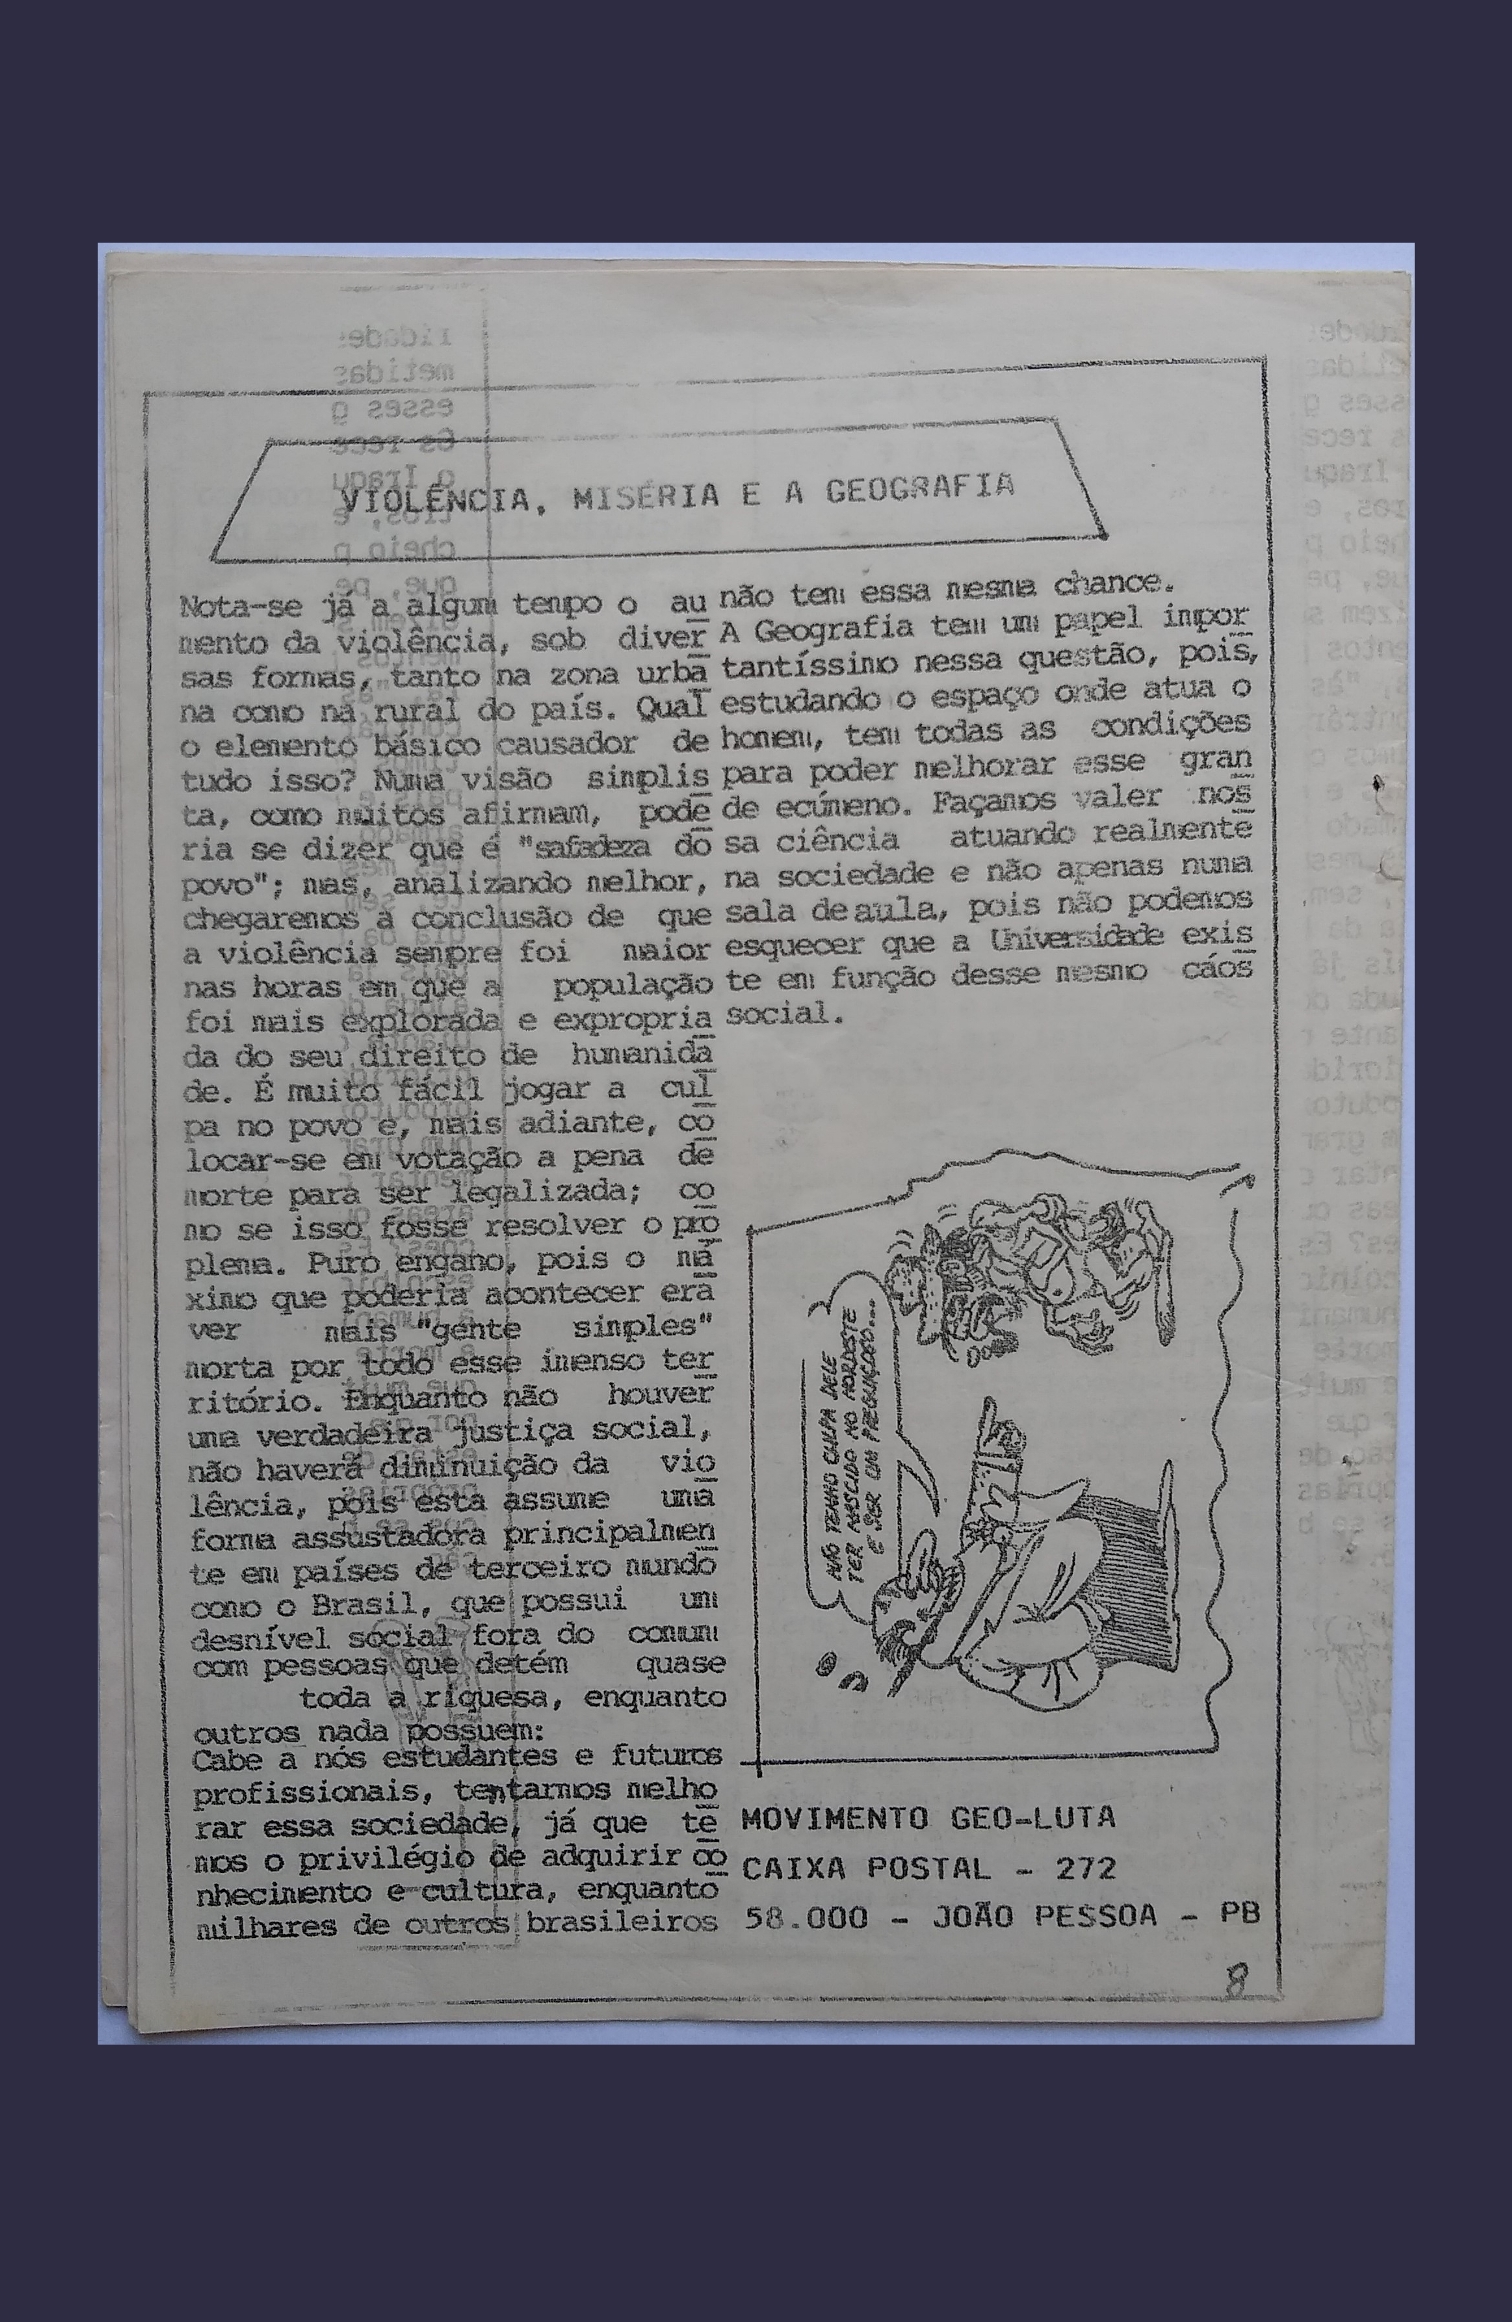 VIOLÊNCIA, MISÉRIA E A GEOGRAFIA
Nota-se já a algum tempo o au
mento da violência, sob diver
sas formas, tanto na zona urba
na como na rural do país. Qual
o elemento básico causador de
tudo isso? Numa visão simplis
ta, como muitos afirmam, pode
ria se dizer que é "safadeza do
povo"; mas, analizando melhor,
chegaremos a conclusão de que
a violência sempre foi maior
nas horas em que a população
foi mais explorada e expropria
da do seu direito de humanida
de. É muito fácil jogar a cul
pa no povo e, mais adiante, co
locar-se em votação a pena de
morte para ser legalizada; co
mo se isso fosse resolver o pro
plema. Puro engano, pois o má
ximo que poderia acontecer era
ver mais "gente simples"
morta por todo esse imenso ter
ritório. Enquanto não houver
uma verdadeira justiça social,
não haverá diminuição da vio
lência, pois esta assume uma
forma assustadora principalmen
te em países de terceiro mundo
como o Brasil, que possui um
desnível social fora do comum
com pessoas que detém quase
toda a riquesa, enquanto
outros nada possuem:
Cabe a nós estudantes e futuros
profissionais, tentarmos melho
rar essa sociedade, já que te
mos o privilégio de adquirir co
nhecimento e cultura, enquanto
milhares de outros brasileiros
não tem essa mesma chance.
A Geografia tem um papel impor
tantíssimo nessa questão, pois,
estudando o espaço onde atua o
homem, tem todas as condições
para poder melhorar esse gran
de ecúmeno. Façamos valer nos
sa ciência atuando realmente
na sociedade e não apenas numa
sala de aula, pois não podemos
esquecer que a Universidade exis
te em função desse mesmo cáos
social.
NÃO TENHO CULPA DELE
TER NASCIDO NO NORDESTE
E SER UM PREGUIÇOSO...
MOVIMENTO GEO-LUTA
CAIXA POSTAL - 272
58.000 - JOÃO PESSOA - PB
8